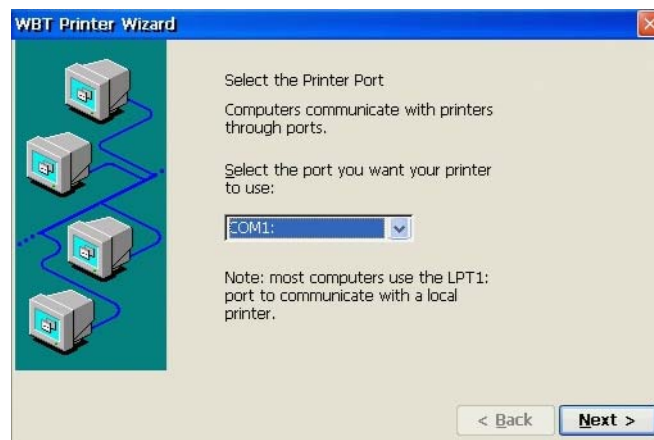 WBT Printer Wizard
Select the Printer Port
Computers communicate with printers
through ports.
Select the port you want your printer
to use:
COM1:
Note: most computers use the LPT1:
port to communicate with a local
printer.
< Back Next >